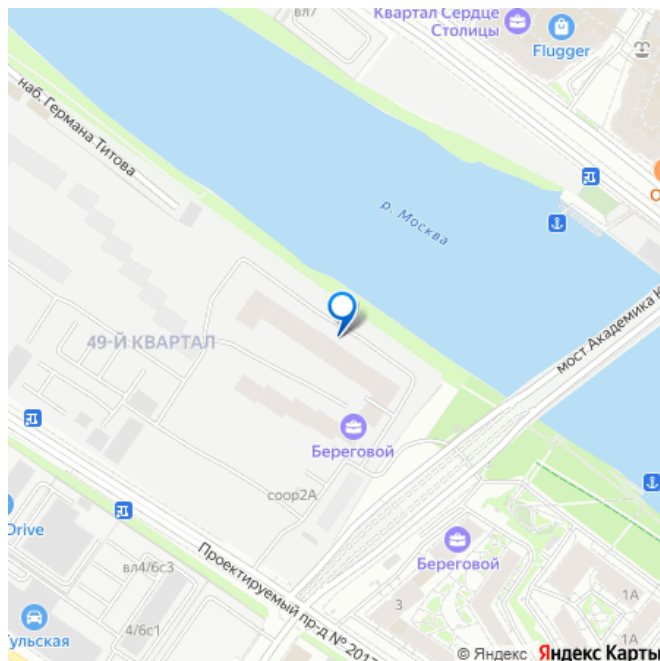 вл7
Квартал Сердце
Столицы
Flugger
наб. Германа Титова
р. Москва
О
мост Академика К
49-Й КВАРТАЛ
Береговой
соор2А
Drive
Береговой
вл4/6с3
Проектируемый пр-д № 2017
3
1А
4/6с1
тульская
1А
© Яндекс Яндекс Карты